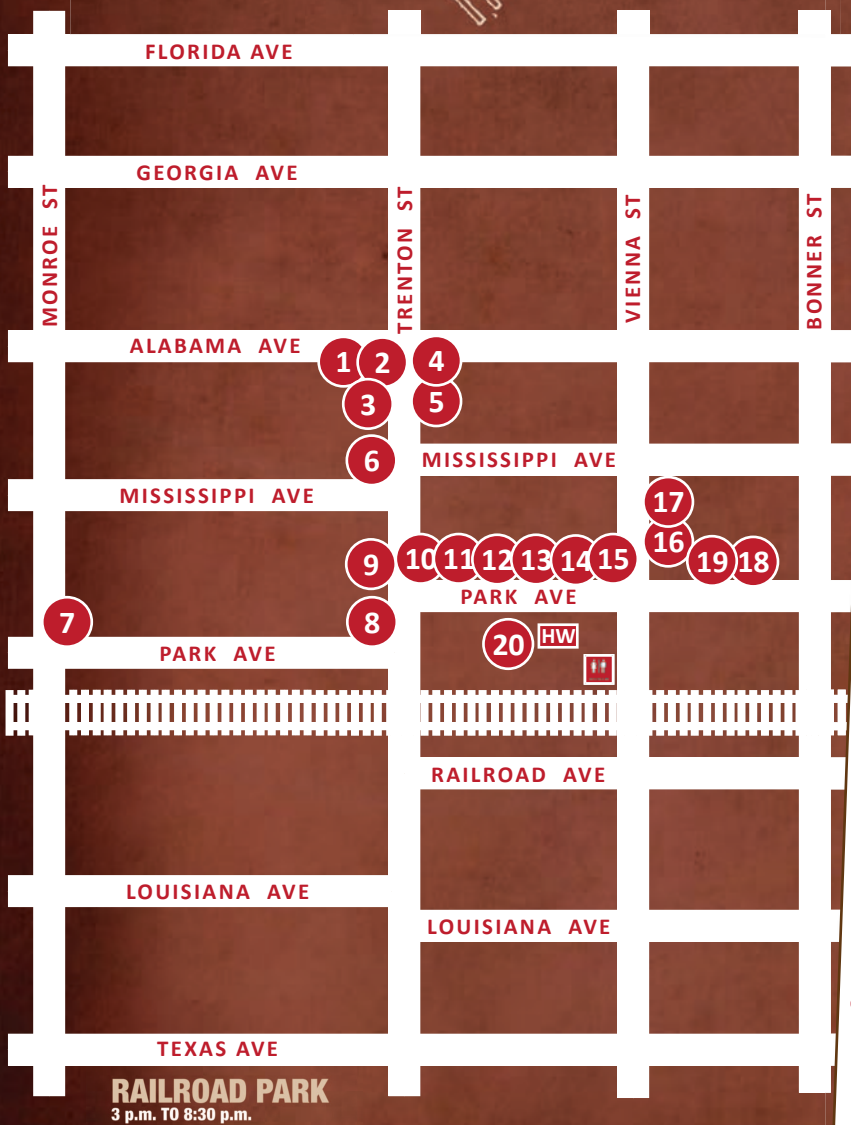 FLORIDA AVE
GEORGIA AVE
MONROE ST
TRENTON ST
VIENNA ST
BONNER ST
ALABAMA AVE
1 2 4
3 5
6 MISSISSIPPI AVE
MISSISSIPPI AVE
17
16
9 10 11 12 13 14 15 19 18
PARK AVE
7 8
20 HW
PARK AVE
RAILROAD AVE
LOUISIANA AVE
LOUISIANA AVE
TEXAS AVE
RAILROAD PARK
3 p.m. TO 8:30 p.m.